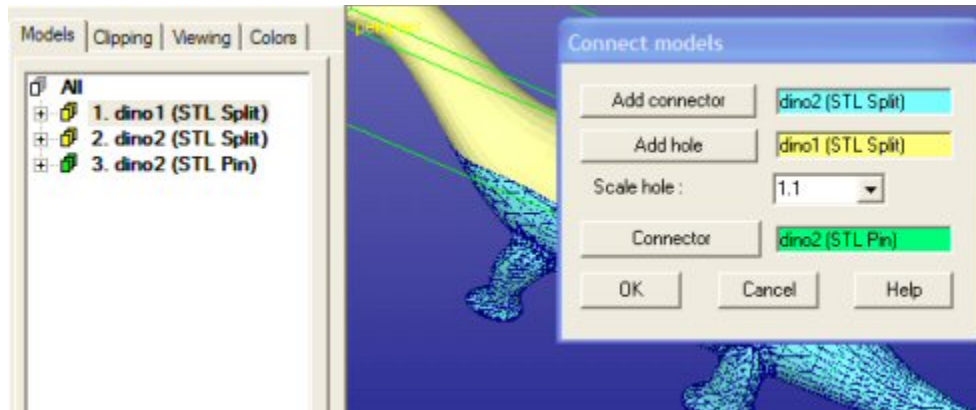 Models
Clipping
Viewing
Colors
All
1. dino1 (STL Split)
2. dino2 (STL Split)
3. dino2 (STL Pin)
Connect models
Add connector
dino2 (STL Split)
Add hole
dino1 (STL Split)
Scale hole :
1.1
Connector
dino2 (STL Pin)
OK
Cancel
Help